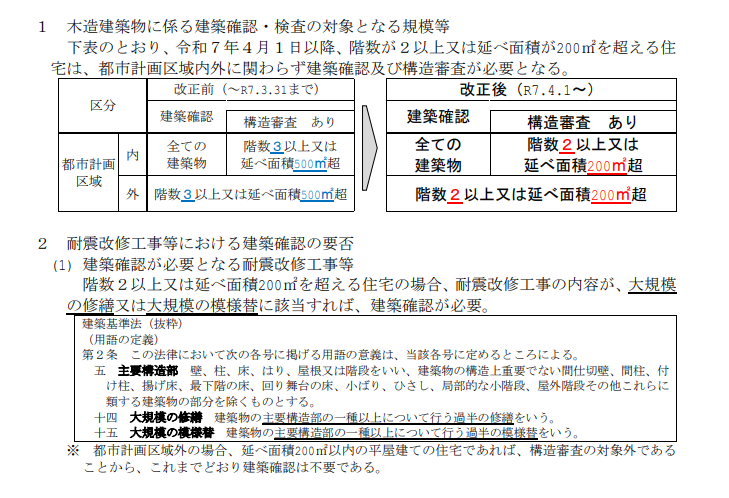 １　木造建築物に係る建築確認・検査の対象となる規模等
下表のとおり、令和７年４月１日以降、階数が２以上又は延べ面積が200㎡を超える住
宅は、都市計画区域内外に関わらず建築確認及び構造審査が必要となる。
区分
改正前（～R7.3.31まで）
建築確認
構造審査　あり
都市計画
区域
内
全ての
建築物
階数３以上又は
延べ面積500㎡超
外
階数３以上又は延べ面積500㎡超
改正後（R7.4.1～）
建築確認
構造審査　あり
全ての
建築物
階数２以上又は
延べ面積200㎡超
階数２以上又は延べ面積200㎡超
２　耐震改修工事等における建築確認の要否
(1)　建築確認が必要となる耐震改修工事等
階数２以上又は延べ面積200㎡を超える住宅の場合、耐震改修工事の内容が、大規模
の修繕又は大規模の模様替に該当すれば、建築確認が必要。
建築基準法（抜粋）
（用語の定義）
第２条　この法律において次の各号に掲げる用語の意義は、当該各号に定めるところによる。
五　主要構造部　壁、柱、床、はり、屋根又は階段をいい、建築物の構造上重要でない間仕切壁、間柱、付
け柱、揚げ床、最下階の床、回り舞台の床、小ばり、ひさし、局部的な小階段、屋外階段その他これらに
類する建築物の部分を除くものとする。
十四　大規模の修繕　建築物の主要構造部の一種以上について行う過半の修繕をいう。
十五　大規模の模様替　建築物の主要構造部の一種以上について行う過半の模様替をいう。
※　都市計画区域外の場合、延べ面積200㎡以内の平屋建ての住宅であれば、構造審査の対象外である
ことから、これまでどおり建築確認は不要である。